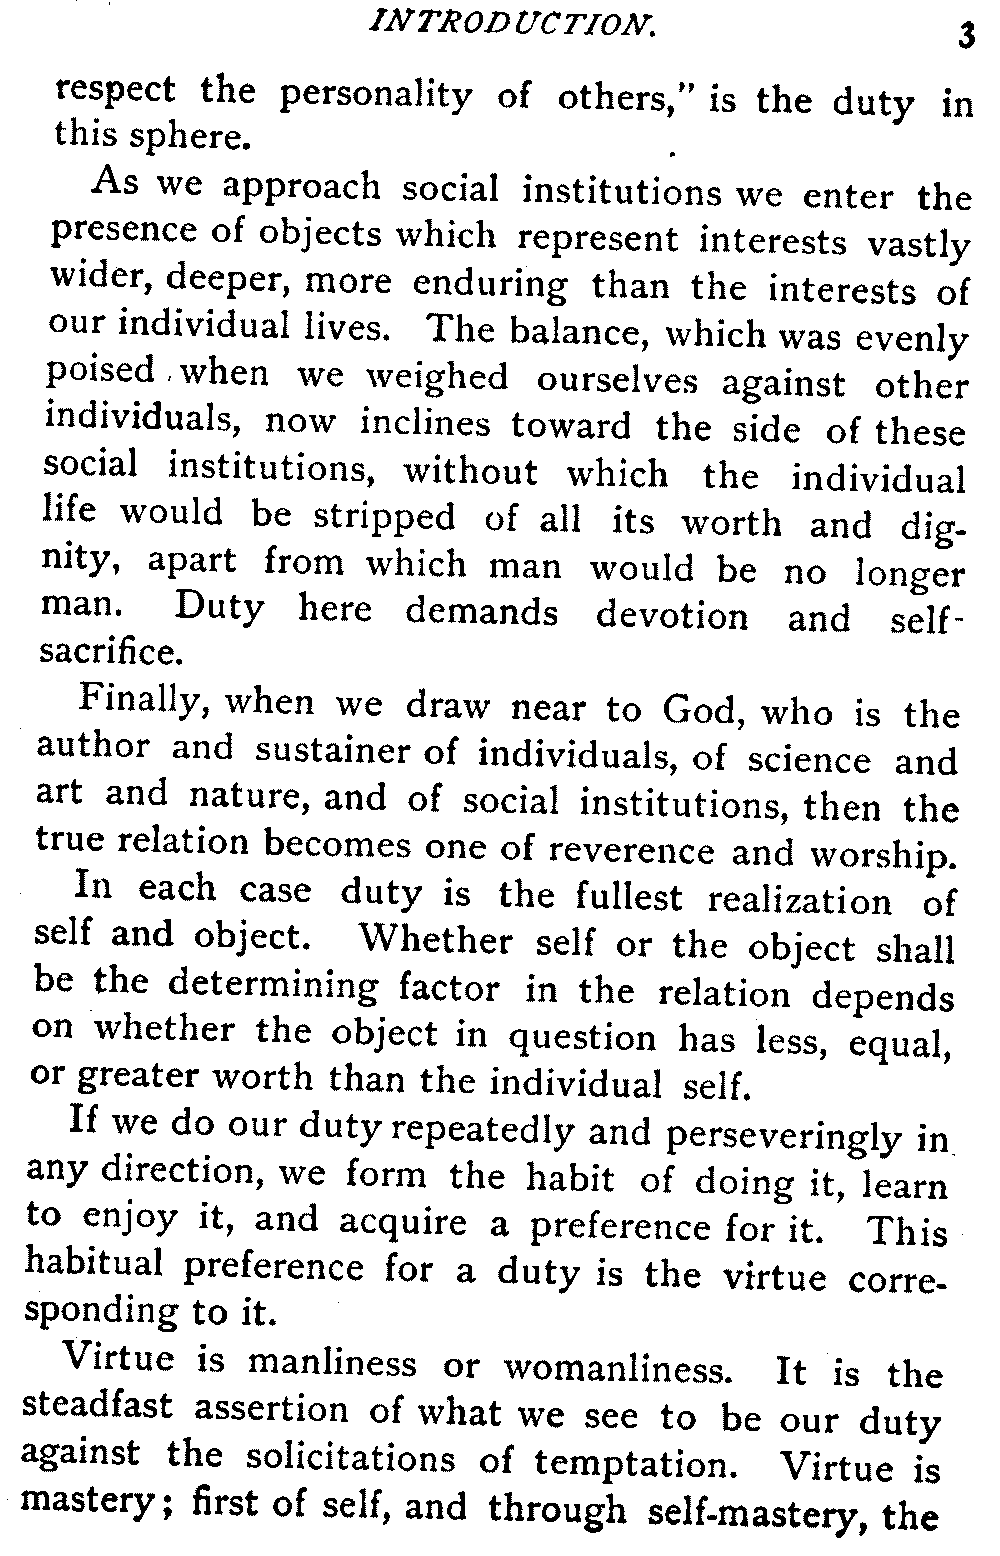 INTRODUCTION. 3
respect the personality of others," is the duty in
this sphere.
As we approach social institutions we enter the
presence of objects which represent interests vastly
wider, deeper, more enduring than the interests of
our individual lives. The balance, which was evenly
poised when we weighed ourselves against other
individuals, now inclines toward the side of these
social institutions, without which the individual
life would be stripped of all its worth and dig-
nity, apart from which man would be no longer
man. Duty here demands devotion and self-
sacrifice.
Finally, when we draw near to God, who is the
author and sustainer of individuals, of science and
art and nature, and of social institutions, then the
true relation becomes one of reverence and worship.
In each case duty is the fullest realization of
self and object. Whether self or the object shall
be the determining factor in the relation depends
on whether the object in question has less, equal,
or greater worth than the individual self.
If we do our duty repeatedly and perseveringly in
any direction, we form the habit of doing it, learn
to enjoy it, and acquire a preference for it. This
habitual preference for a duty is the virtue corre-
sponding to it.
Virtue is manliness or womanliness. It is the
steadfast assertion of what we see to be our duty
against the solicitations of temptation. Virtue is
mastery; first of self, and through self-mastery, the